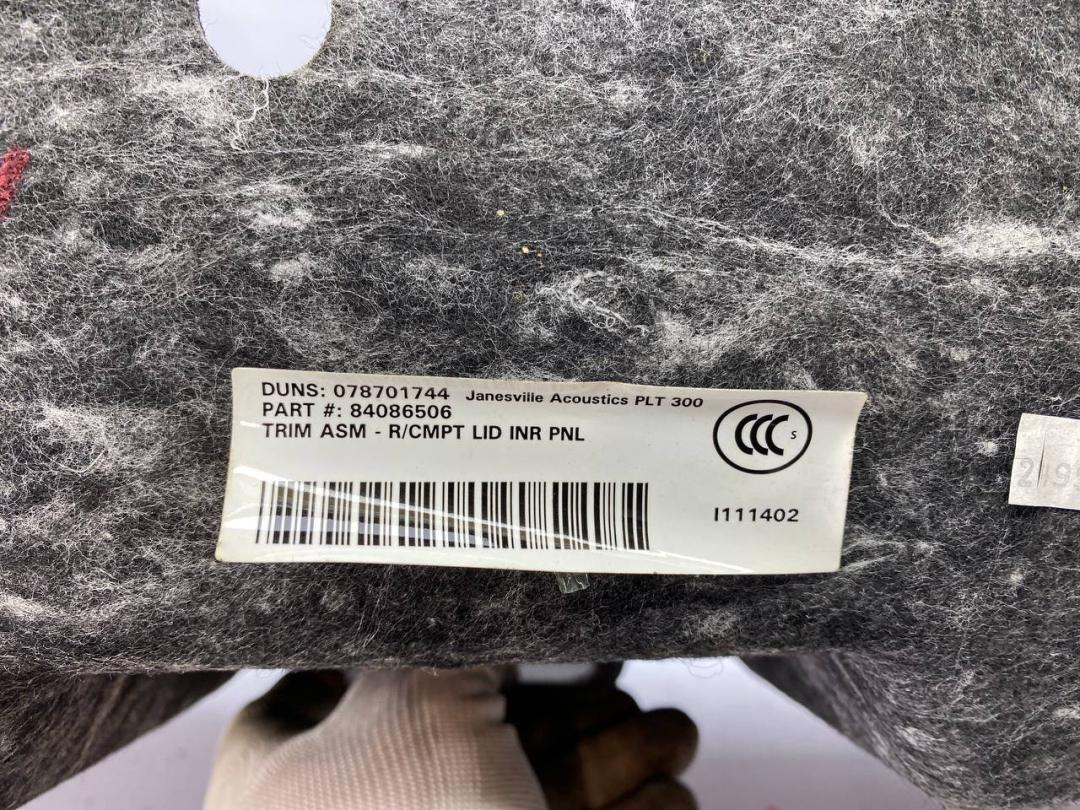 DUNS: 078701744 Janesville Acoustics PLT 300
PART #: 84086506
TRIM ASM - R/CMPT LID INR PNL
CCC S
I111402